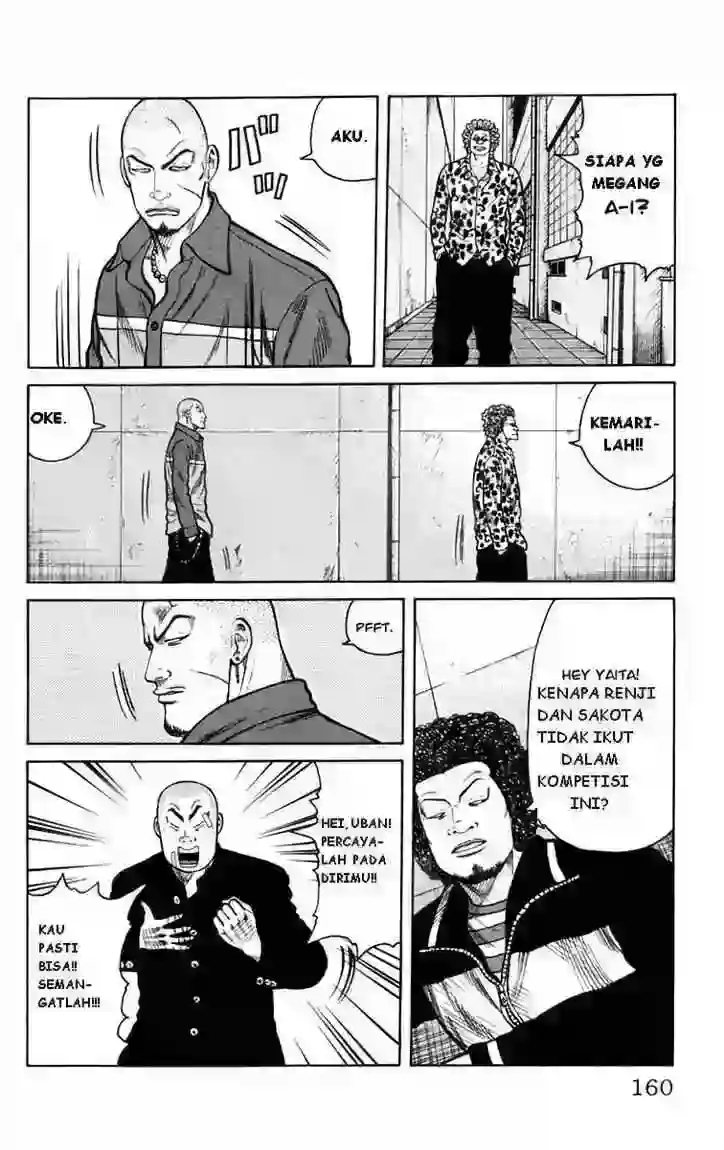 SIAPA YG
MEGANG
A-1?
AKU.
KEMARI-
LAH!!
OKE.
PFFT.
HEY YAITA!
KENAPA RENJI
DAN SAKOTA
TIDAK IKUT
DALAM
KOMPETISI
INI?
HEI, UBAN!
PERCAYA-
LAH PADA
DIRIMU!!
KAU
PASTI
BISA!!
SEMAN-
GATLAH!!!
160